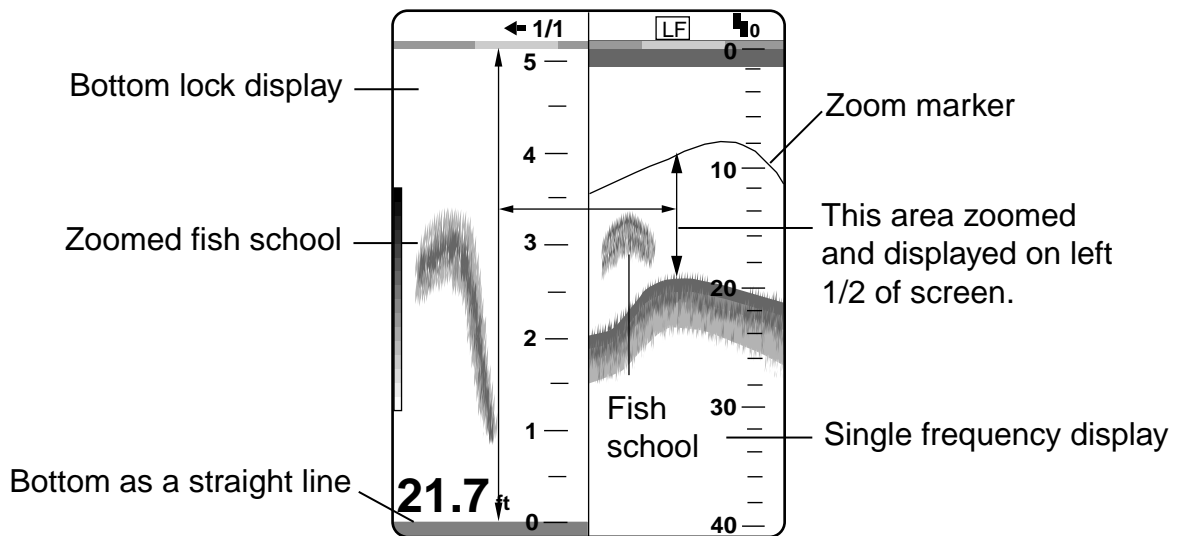 1/1
LF
0
Bottom lock display
Zoomed fish school
Bottom as a straight line
5
4
3
2
1
0
21.7 ft
0
10
20
30
40
Fish
school
Zoom marker
This area zoomed
and displayed on left
1/2 of screen.
Single frequency display